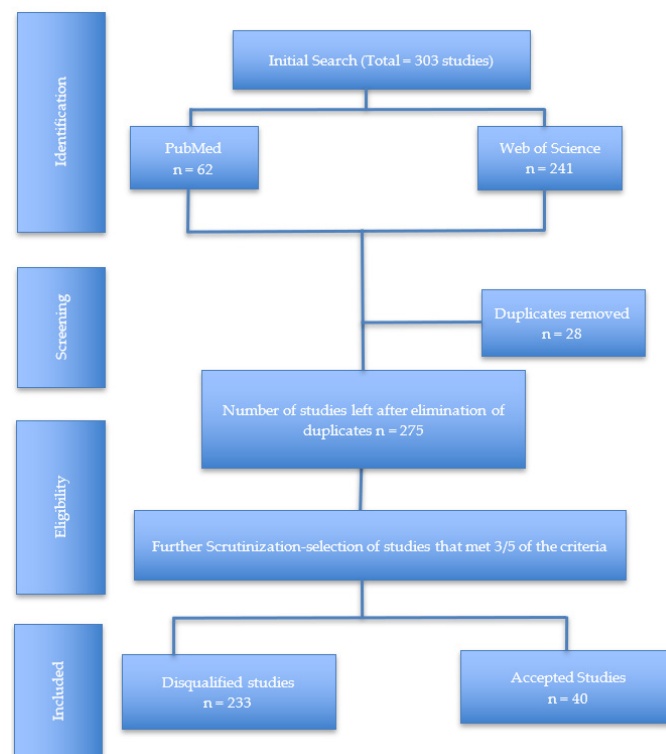 Identification
Initial Search (Total = 303 studies)
PubMed
n = 62
Web of Science
n = 241
Screening
Duplicates removed
n = 28
Number of studies left after elimination of
duplicates n = 275
Eligibility
Further Scrutinization-selection of studies that met 3/5 of the criteria
Included
Disqualified studies
n = 233
Accepted Studies
n = 40